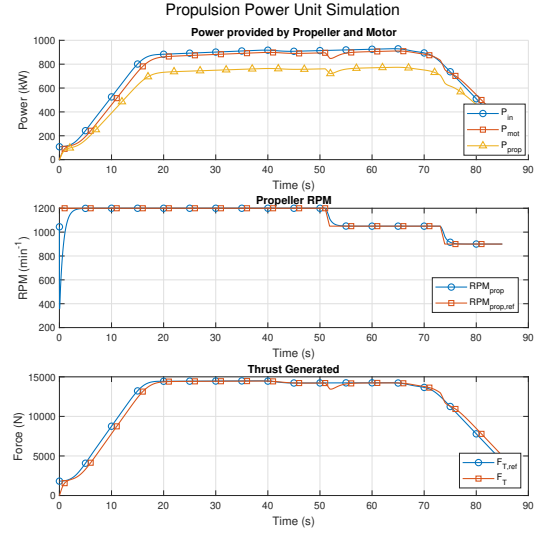 Propulsion Power Unit Simulation
Power provided by Propeller and Motor
1000
800
600
400
200
0
Power (kW)
P_in
P_mot
P_prop
0 10 20 30 40 50 60 70 80 90
Time (s)
Propeller RPM
1200
1000
800
600
400
200
RPM (min^-1)
RPM_prop
RPM_prop,ref
0 10 20 30 40 50 60 70 80 90
Time (s)
Thrust Generated
15000
10000
5000
0
Force (N)
F_T,ref
F_T
0 10 20 30 40 50 60 70 80 90
Time (s)